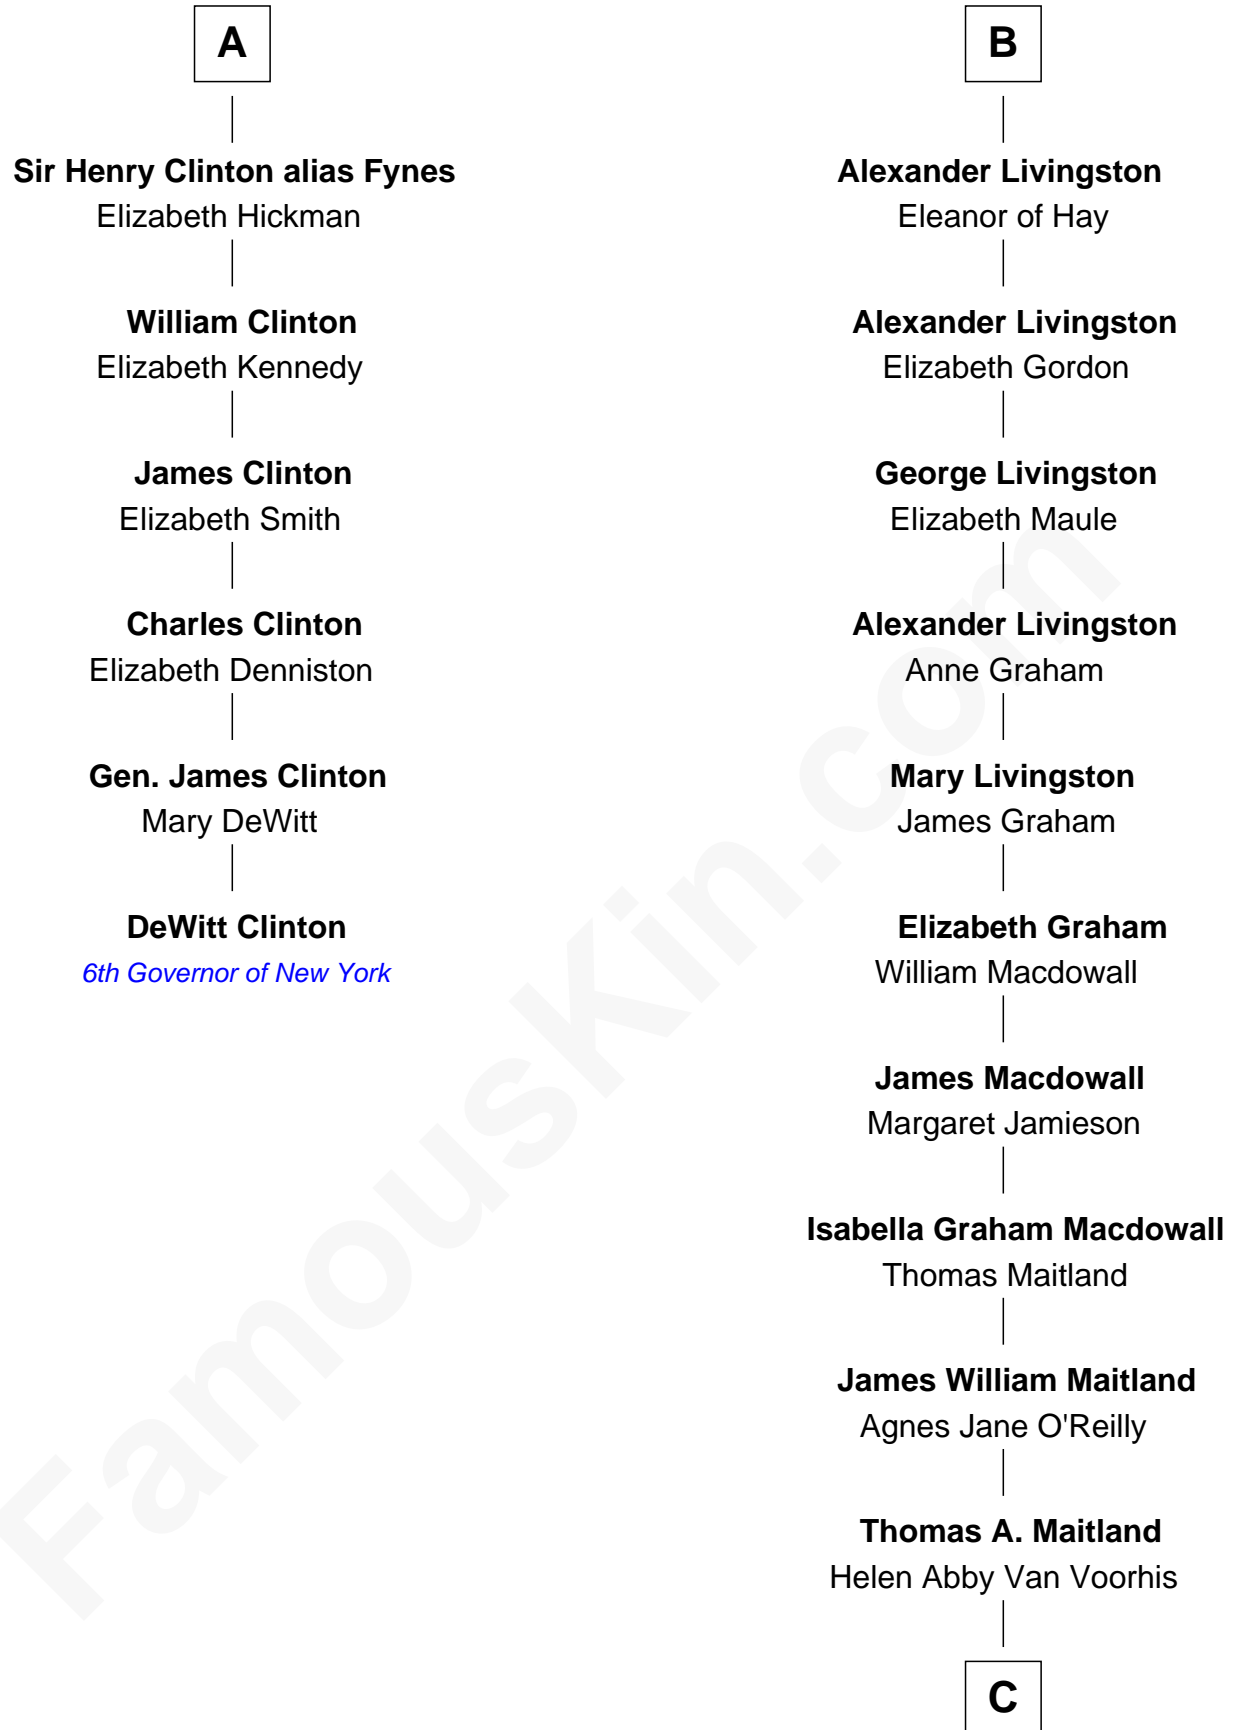 A
Sir Henry Clinton alias Fynes
Elizabeth Hickman
William Clinton
Elizabeth Kennedy
James Clinton
Elizabeth Smith
Charles Clinton
Elizabeth Denniston
Gen. James Clinton
Mary DeWitt
DeWitt Clinton
6th Governor of New York
B
Alexander Livingston
Eleanor of Hay
Alexander Livingston
Elizabeth Gordon
George Livingston
Elizabeth Maule
Alexander Livingston
Anne Graham
Mary Livingston
James Graham
Elizabeth Graham
William Macdowall
James Macdowall
Margaret Jamieson
Isabella Graham Macdowall
Thomas Maitland
James William Maitland
Agnes Jane O'Reilly
Thomas A. Maitland
Helen Abby Van Voorhis
C
FamousKin.com